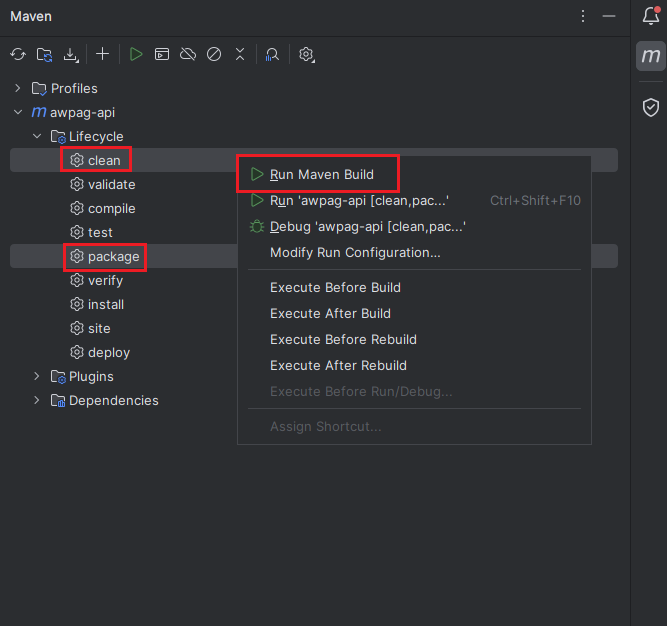 Maven
Profiles
m awpag-api
Lifecycle
clean
validate
compile
test
package
verify
install
site
deploy
Plugins
Dependencies
Run Maven Build
Run 'awpag-api [clean,pac...' Ctrl+Shift+F10
Debug 'awpag-api [clean,pac...'
Modify Run Configuration...
Execute Before Build
Execute After Build
Execute Before Rebuild
Execute After Rebuild
Execute Before Run/Debug...
Assign Shortcut...
m